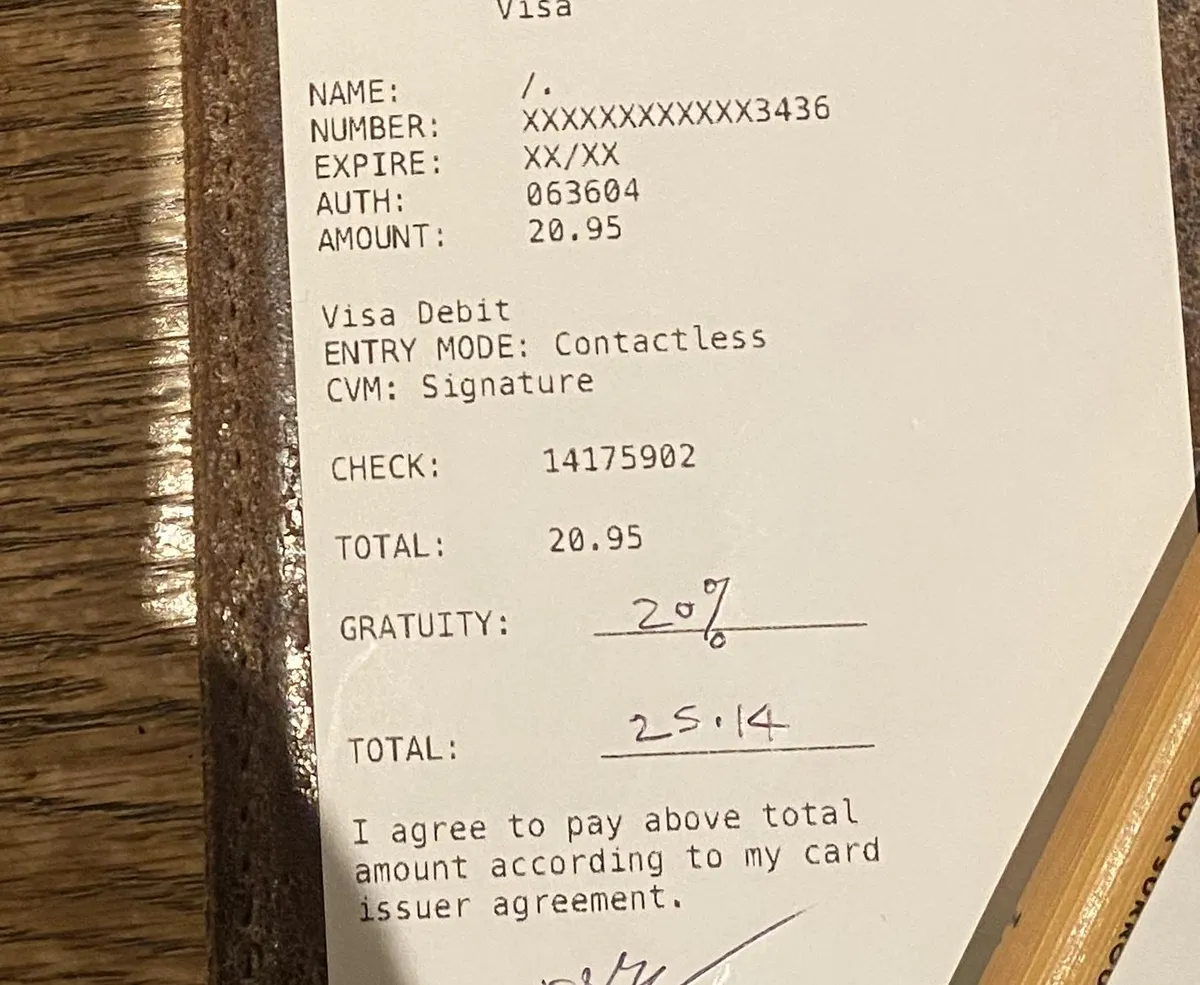 Visa
NAME: /.
NUMBER: XXXXXXXXXXXX3436
EXPIRE: XX/XX
AUTH: 063604
AMOUNT: 20.95
Visa Debit
ENTRY MODE: Contactless
CVM: Signature
CHECK: 14175902
TOTAL: 20.95
GRATUITY: 20%
TOTAL: 25.14
I agree to pay above total
amount according to my card
issuer agreement.